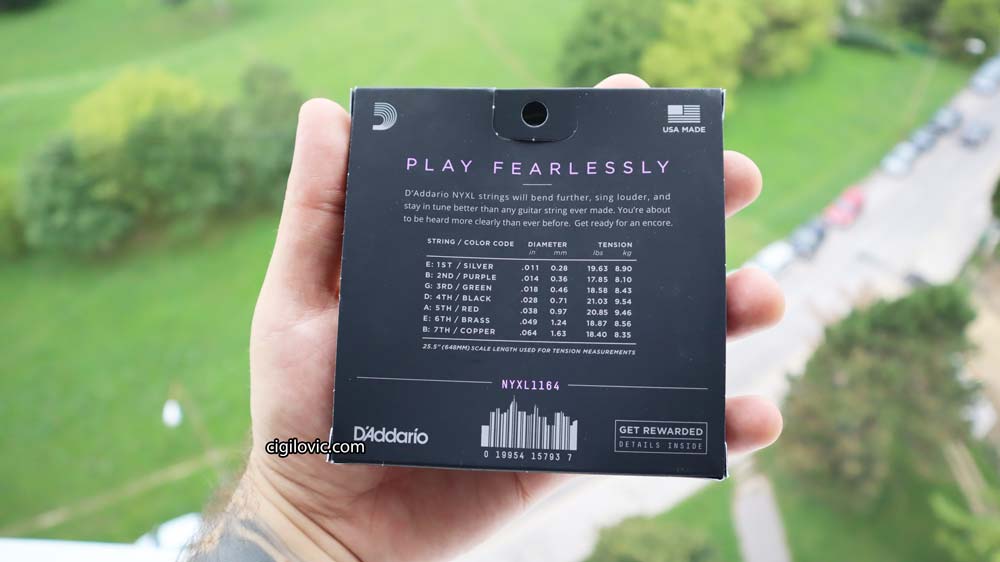 USA MADE
PLAY FEARLESSLY
D'Addario NYXL strings will bend further, sing louder, and
stay in tune better than any guitar string ever made. You're about
to be heard more clearly than ever before. Get ready for an encore.
STRING / COLOR CODE DIAMETER TENSION
in mm lbs kg
E: 1ST / SILVER .011 0.28 19.63 8.90
B: 2ND / PURPLE .014 0.36 17.85 8.10
G: 3RD / GREEN .018 0.46 18.58 8.43
D: 4TH / BLACK .028 0.71 21.03 9.54
A: 5TH / RED .038 0.97 20.85 9.46
E: 6TH / BRASS .049 1.24 18.87 8.56
B: 7TH / COPPER .064 1.63 18.40 8.35
25.5" (648MM) SCALE LENGTH USED FOR TENSION MEASUREMENTS
NYXL1164
D'Addario
0 19954 15793 7
GET REWARDED
DETAILS INSIDE
cigilovic.com